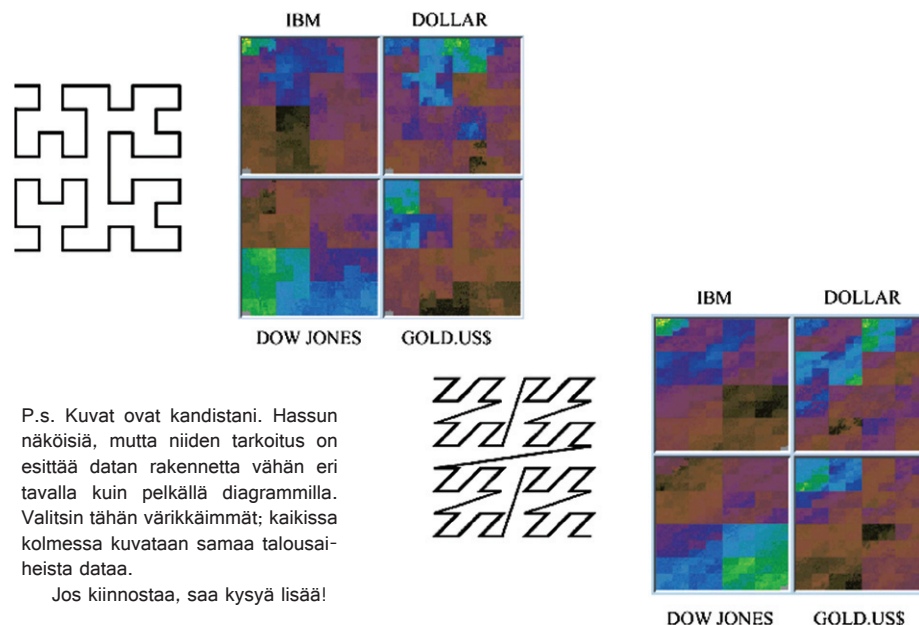 IBM DOLLAR
DOW JONES GOLD.US$
IBM DOLLAR
P.s. Kuvat ovat kandistani. Hassun
näköisiä, mutta niiden tarkoitus on
esittää datan rakennetta vähän eri
tavalla kuin pelkällä diagrammilla.
Valitsin tähän värikkäimmät; kaikissa
kolmessa kuvataan samaa talousai-
heista dataa.
Jos kiinnostaa, saa kysyä lisää!
DOW JONES GOLD.US$